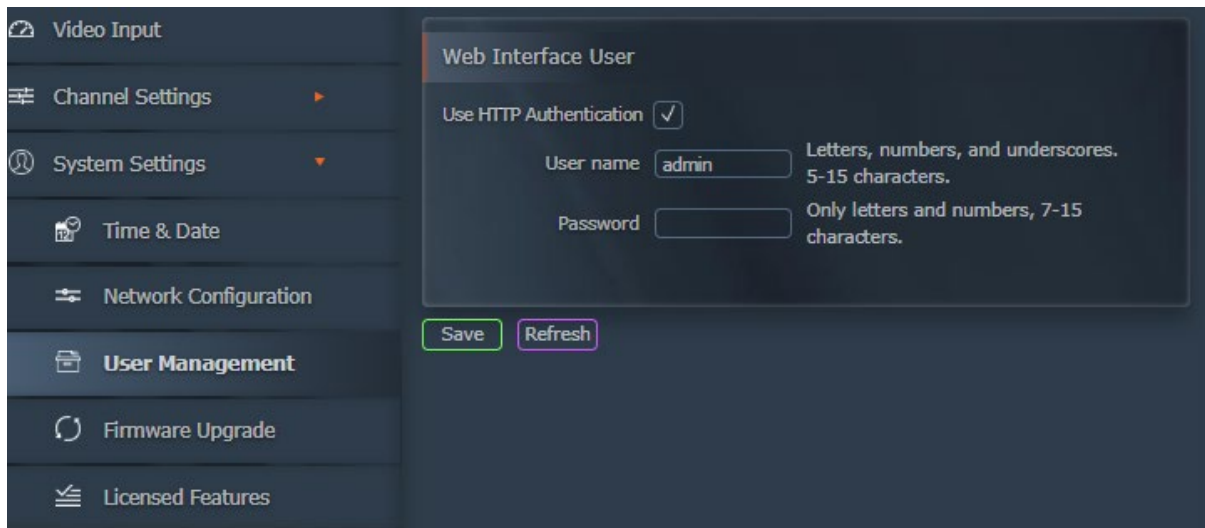 Video Input
Channel Settings
System Settings
Time & Date
Network Configuration
User Management
Firmware Upgrade
Licensed Features
Web Interface User
Use HTTP Authentication
User name admin Letters, numbers, and underscores.
5-15 characters.
Password Only letters and numbers, 7-15
characters.
Save Refresh